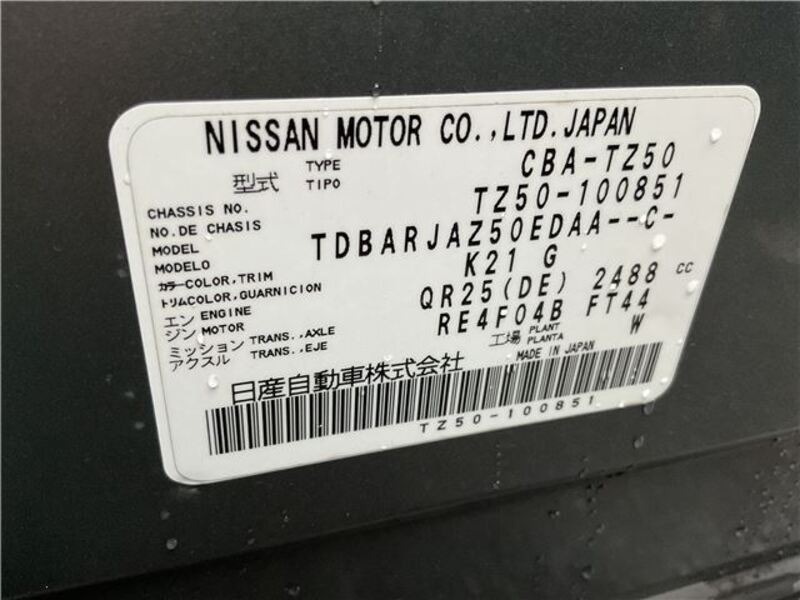 NISSAN MOTOR CO.,LTD.JAPAN
型式 TYPE TIPO CBA-TZ50
CHASSIS NO. NO.DE CHASIS TZ50-100851
MODEL MODELO TDBARJAZ50EDAA--C-
カラー COLOR,TRIM K21 G
トリム COLOR,GUARNICION
エンジン ENGINE MOTOR QR25(DE) 2488 cc
ミッション アクスル TRANS.,AXLE TRANS.,EJE RE4F04B FT44
工場 PLANT PLANTA W
日産自動車株式会社 MADE IN JAPAN
TZ50-100851